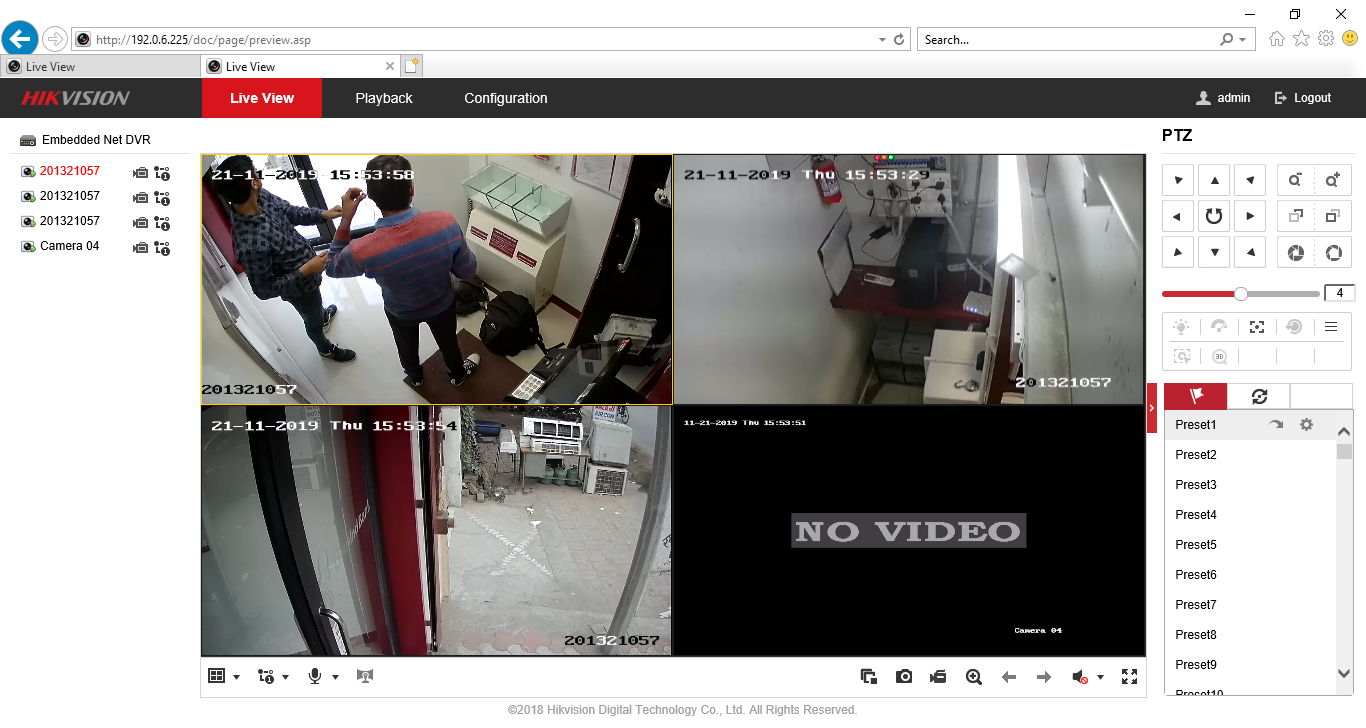 http://192.0.6.225/doc/page/preview.asp
Search...
Live View
Live View
HIKVISION
Live View
Playback
Configuration
admin
Logout
Embedded Net DVR
201321057
201321057
201321057
Camera 04
21-11-2019 15:53:58
201321057
21-11-2019 Thu 15:53:29
201321057
21-11-2019 Thu 15:53:54
201321057
11-21-2019 Thu 15:53:51
NO VIDEO
Camera 04
PTZ
4
3D
Preset1
Preset2
Preset3
Preset4
Preset5
Preset6
Preset7
Preset8
Preset9
Preset10
©2018 Hikvision Digital Technology Co., Ltd. All Rights Reserved.